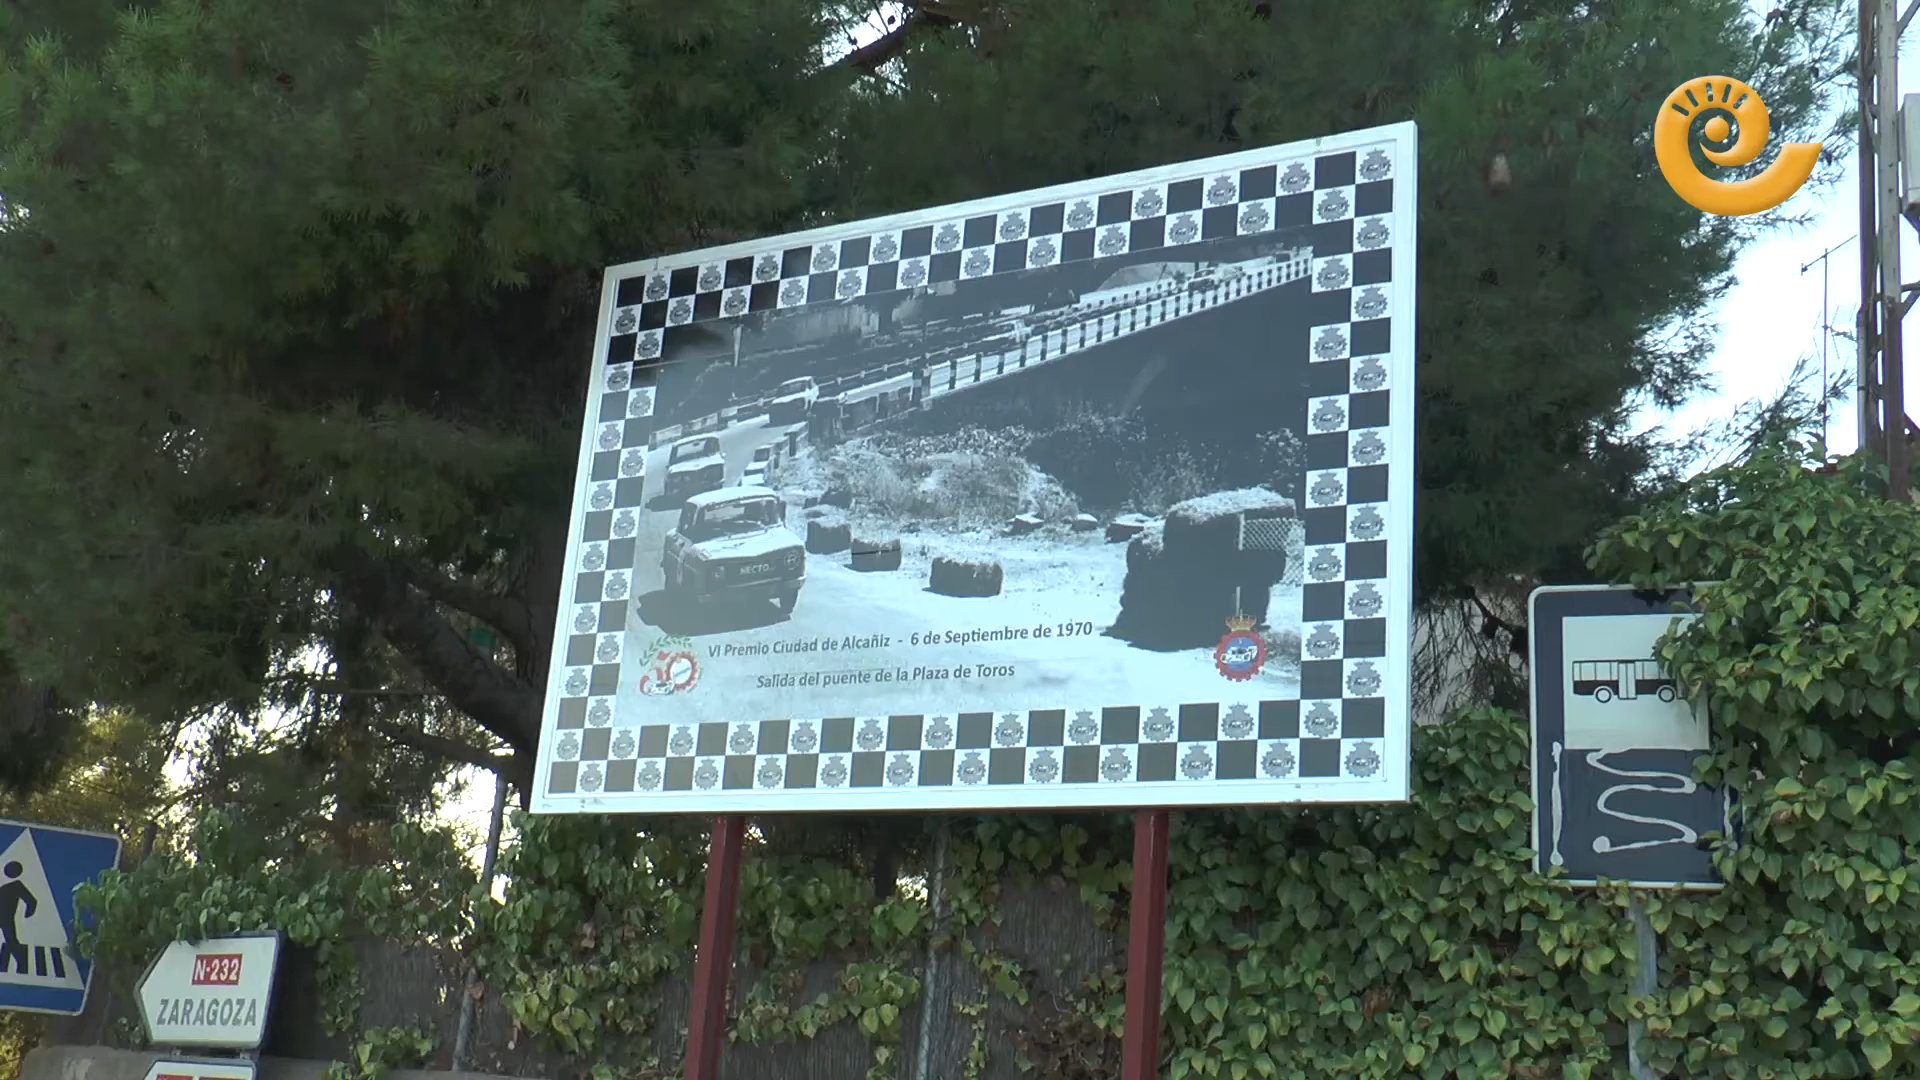 NECTO
VI Premio Ciudad de Alcañiz - 6 de Septiembre de 1970
Salida del puente de la Plaza de Toros
N-232
ZARAGOZA